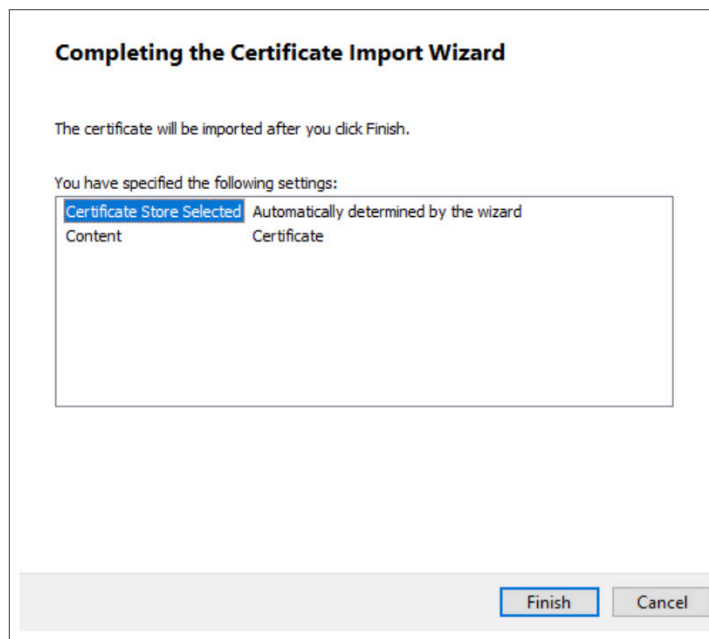 Completing the Certificate Import Wizard
The certificate will be imported after you click Finish.
You have specified the following settings:
Certificate Store Selected Automatically determined by the wizard
Content Certificate
Finish Cancel